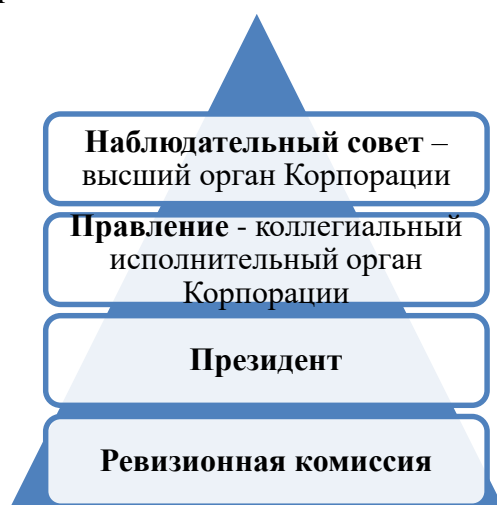 Наблюдательный совет –
высший орган Корпорации
Правление - коллегиальный
исполнительный орган
Корпорации
Президент
Ревизионная комиссия